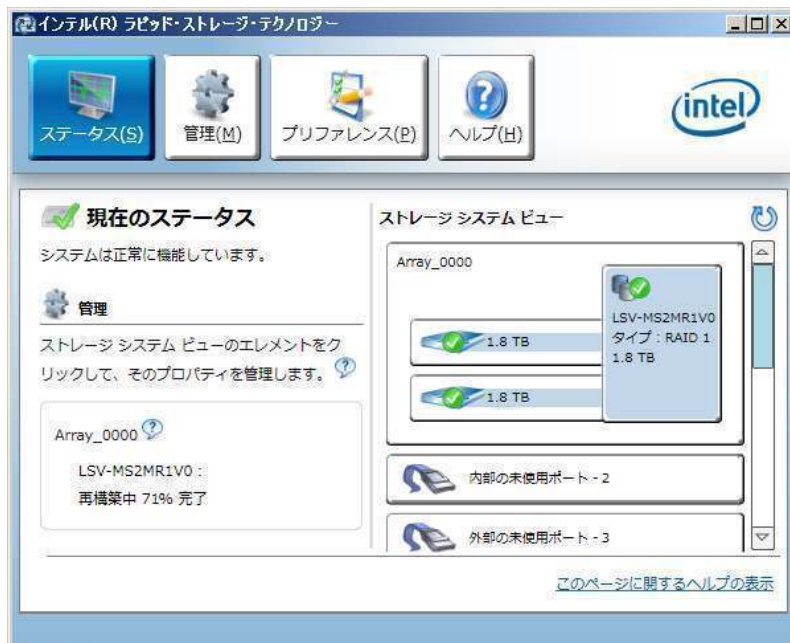 インテル(R) ラピッド・ストレージ・テクノロジー
ステータス(S)
管理(M)
プリファレンス(P)
ヘルプ(H)
intel
現在のステータス
システムは正常に機能しています。
管理
ストレージ システム ビューのエレメントをク
リックして、そのプロパティを管理します。
Array_0000
LSV-MS2MR1V0 :
再構築中 71% 完了
ストレージ システム ビュー
Array_0000
1.8 TB
1.8 TB
LSV-MS2MR1V0
タイプ : RAID 1
1.8 TB
内部の未使用ポート - 2
外部の未使用ポート - 3
このページに関するヘルプの表示